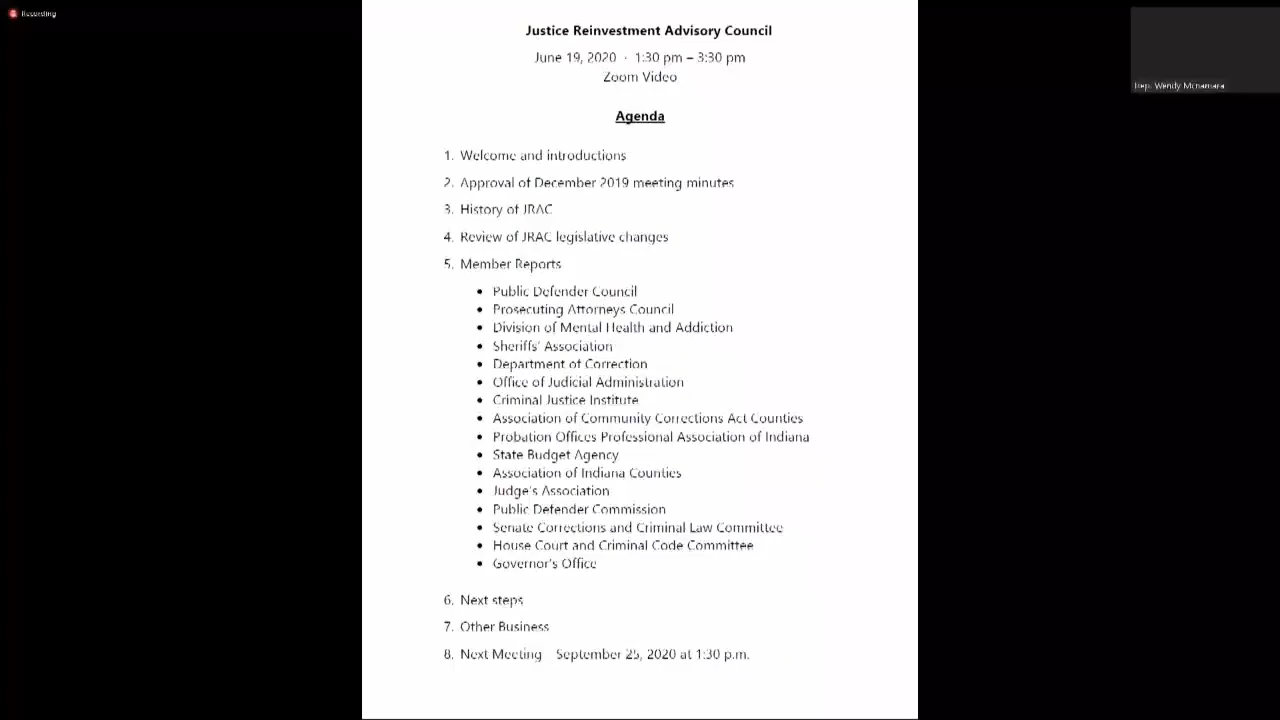 Recording
Justice Reinvestment Advisory Council
June 19, 2020 · 1:30 pm – 3:30 pm
Zoom Video
Rep. Wendy Mcnamara
Agenda
1. Welcome and introductions
2. Approval of December 2019 meeting minutes
3. History of JRAC
4. Review of JRAC legislative changes
5. Member Reports
• Public Defender Council
• Prosecuting Attorneys Council
• Division of Mental Health and Addiction
• Sheriffs' Association
• Department of Correction
• Office of Judicial Administration
• Criminal Justice Institute
• Association of Community Corrections Act Counties
• Probation Offices Professional Association of Indiana
• State Budget Agency
• Association of Indiana Counties
• Judge's Association
• Public Defender Commission
• Senate Corrections and Criminal Law Committee
• House Court and Criminal Code Committee
• Governor's Office
6. Next steps
7. Other Business
8. Next Meeting September 25, 2020 at 1:30 p.m.